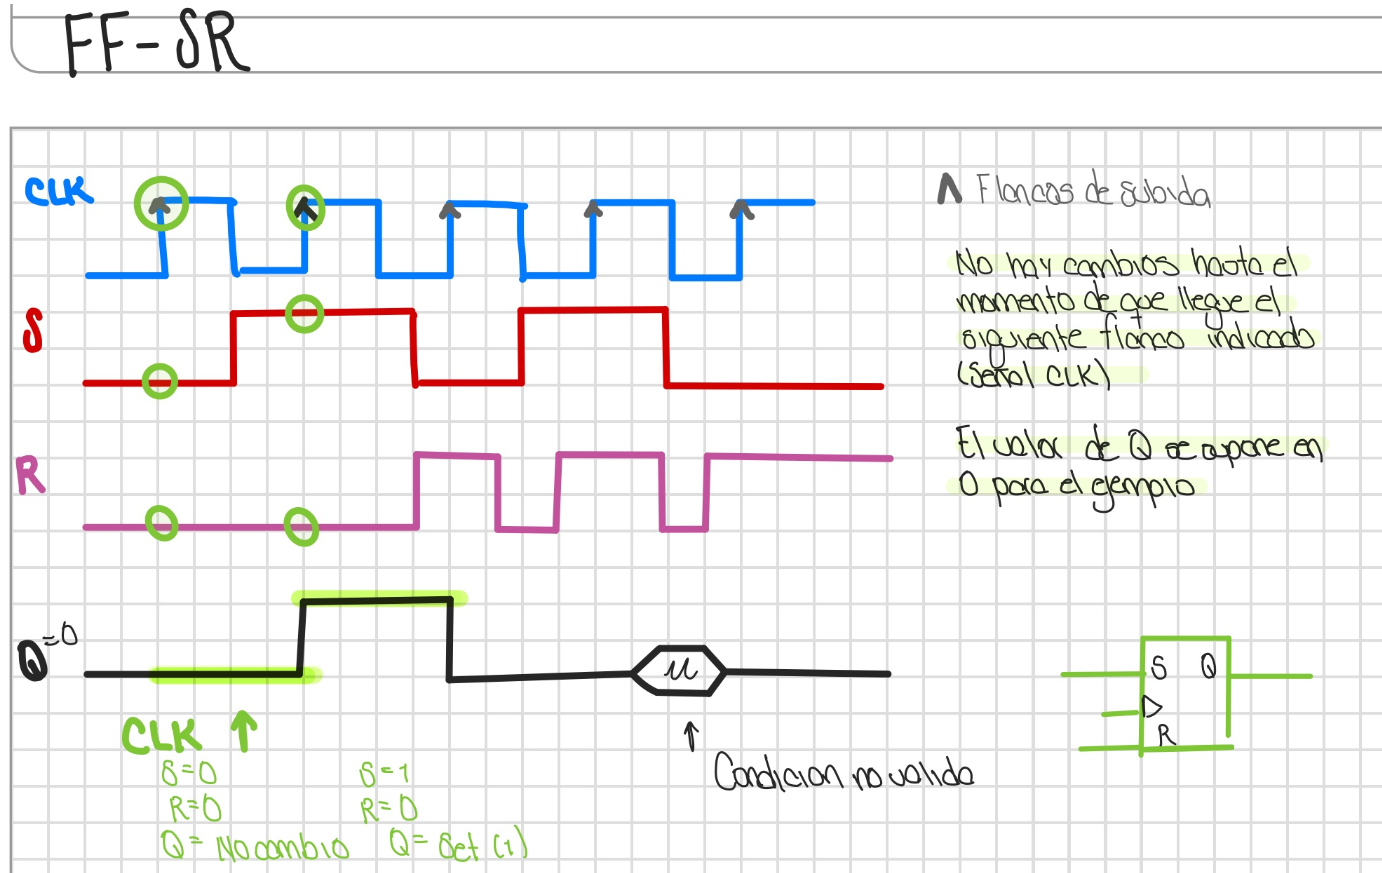 FF-SR
CLK
Λ Flancos de subida
No hay cambios hasta el
momento de que llegue el
siguiente flanco indicado
(Señal CLK)
S
El valor de Q se supone en
0 para el ejemplo
R
Q=0
u
S Q
R
CLK ↑
Condicion no valida
S=0 S=1
R=0 R=0
Q= No cambio Q= Set (1)